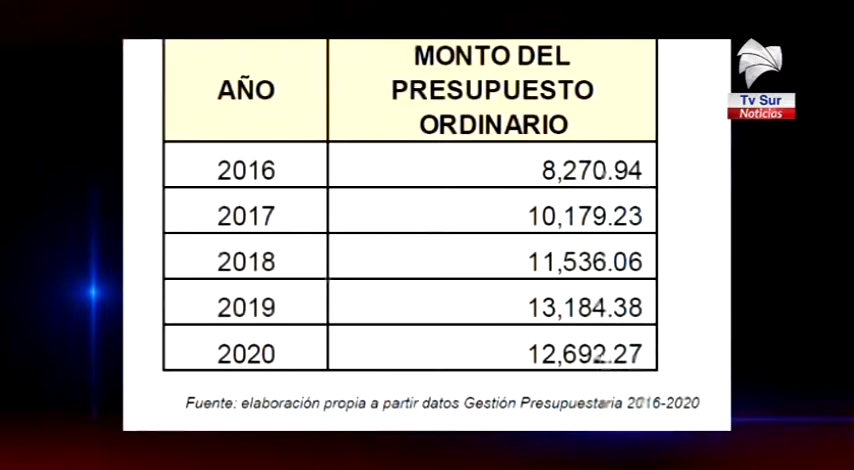 AÑO
MONTO DEL
PRESUPUESTO
ORDINARIO
2016 8,270.94
2017 10,179.23
2018 11,536.06
2019 13,184.38
2020 12,692.27
Fuente: elaboración propia a partir datos Gestión Presupuestaria 2016-2020
Tv Sur
Noticias